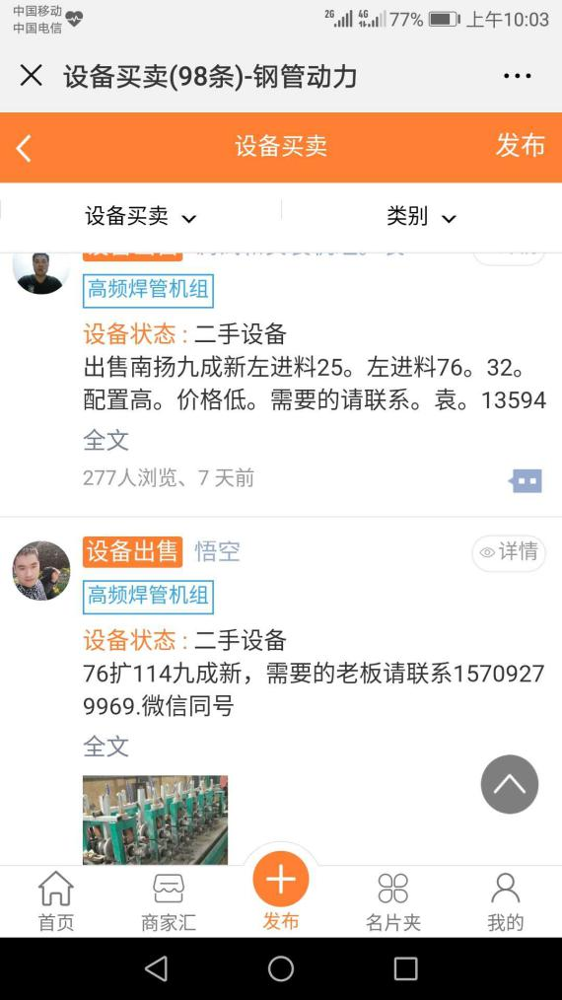 中国移动
中国电信
2G 4G 77% 上午10:03
设备买卖(98条)-钢管动力
设备买卖
发布
设备买卖
类别
高频焊管机组
设备状态 : 二手设备
出售南扬九成新左进料25。左进料76。32。
配置高。价格低。需要的请联系。袁。13594
全文
277人浏览、7 天前
设备出售 悟空
详情
高频焊管机组
设备状态 : 二手设备
76扩114九成新，需要的老板请联系1570927
9969.微信同号
全文
首页
商家汇
发布
名片夹
我的